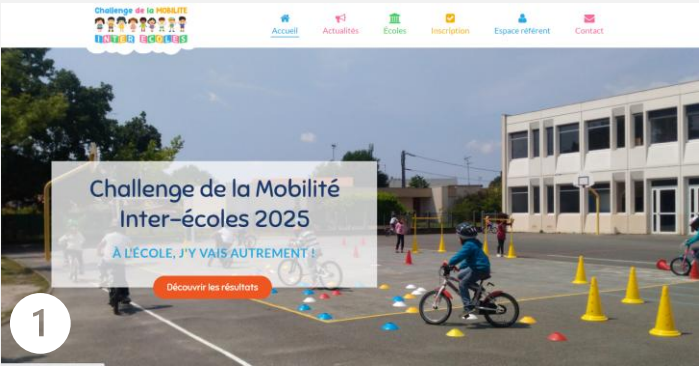 Challenge de la MOBILITÉ
INTER ÉCOLES
Accueil
Actualités
Écoles
Inscription
Espace référent
Contact
Challenge de la Mobilité
Inter-écoles 2025
À L'ÉCOLE, J'Y VAIS AUTREMENT !
Découvrir les résultats
1